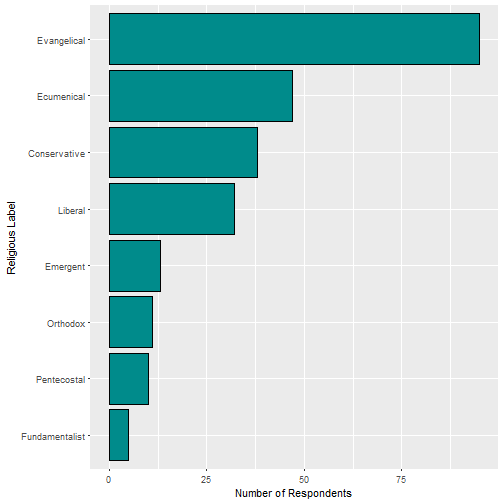 Evangelical
Ecumenical
Conservative
Liberal
Emergent
Orthodox
Pentecostal
Fundamentalist
Religious Label
0 25 50 75
Number of Respondents